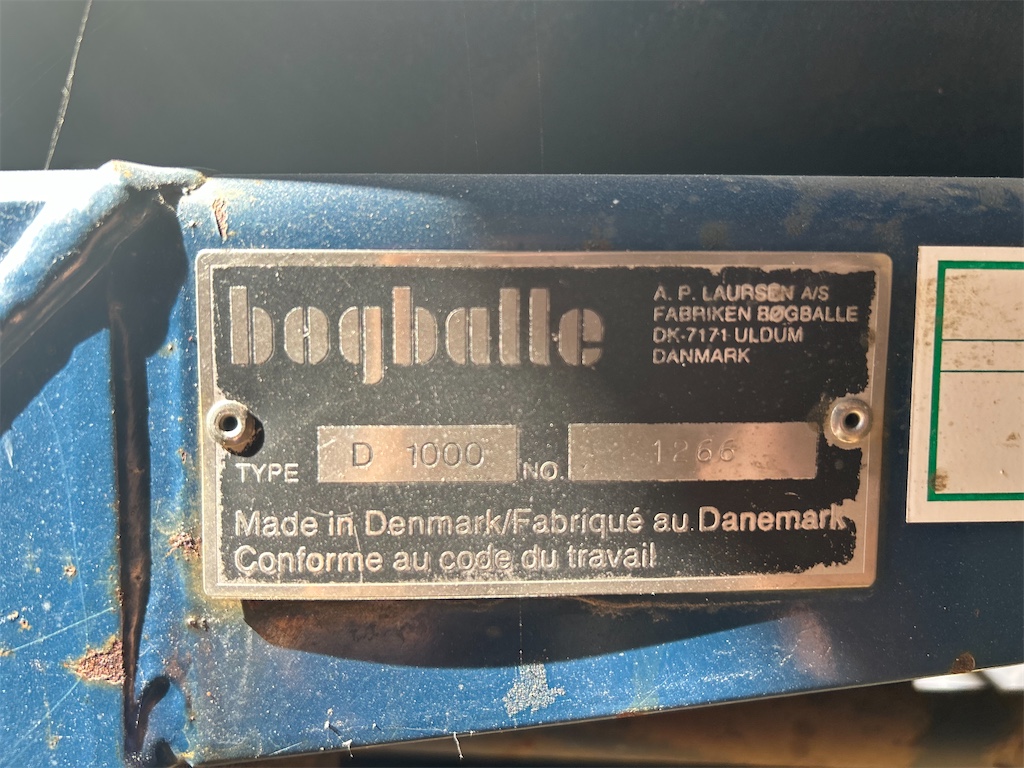 bogballe
A. P. LAURSEN A/S
FABRIKEN BØGBALLE
DK-7171 ULDUM
DANMARK
TYPE D 1000 NO. 1266
Made in Denmark/Fabriqué au Danemark
Conforme au code du travail